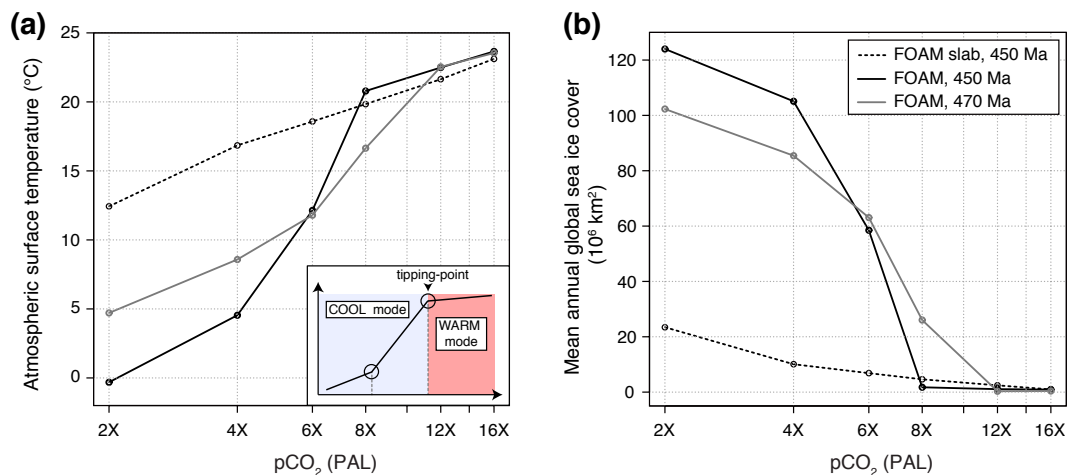 (a)
Atmospheric surface temperature (°C)
25
20
15
10
5
0
2X 4X 6X 8X 12X 16X
pCO₂ (PAL)
tipping-point
COOL mode
WARM
mode
(b)
Mean annual global sea ice cover
(10⁶ km²)
120
100
80
60
40
20
0
2X 4X 6X 8X 12X 16X
pCO₂ (PAL)
FOAM slab, 450 Ma
FOAM, 450 Ma
FOAM, 470 Ma